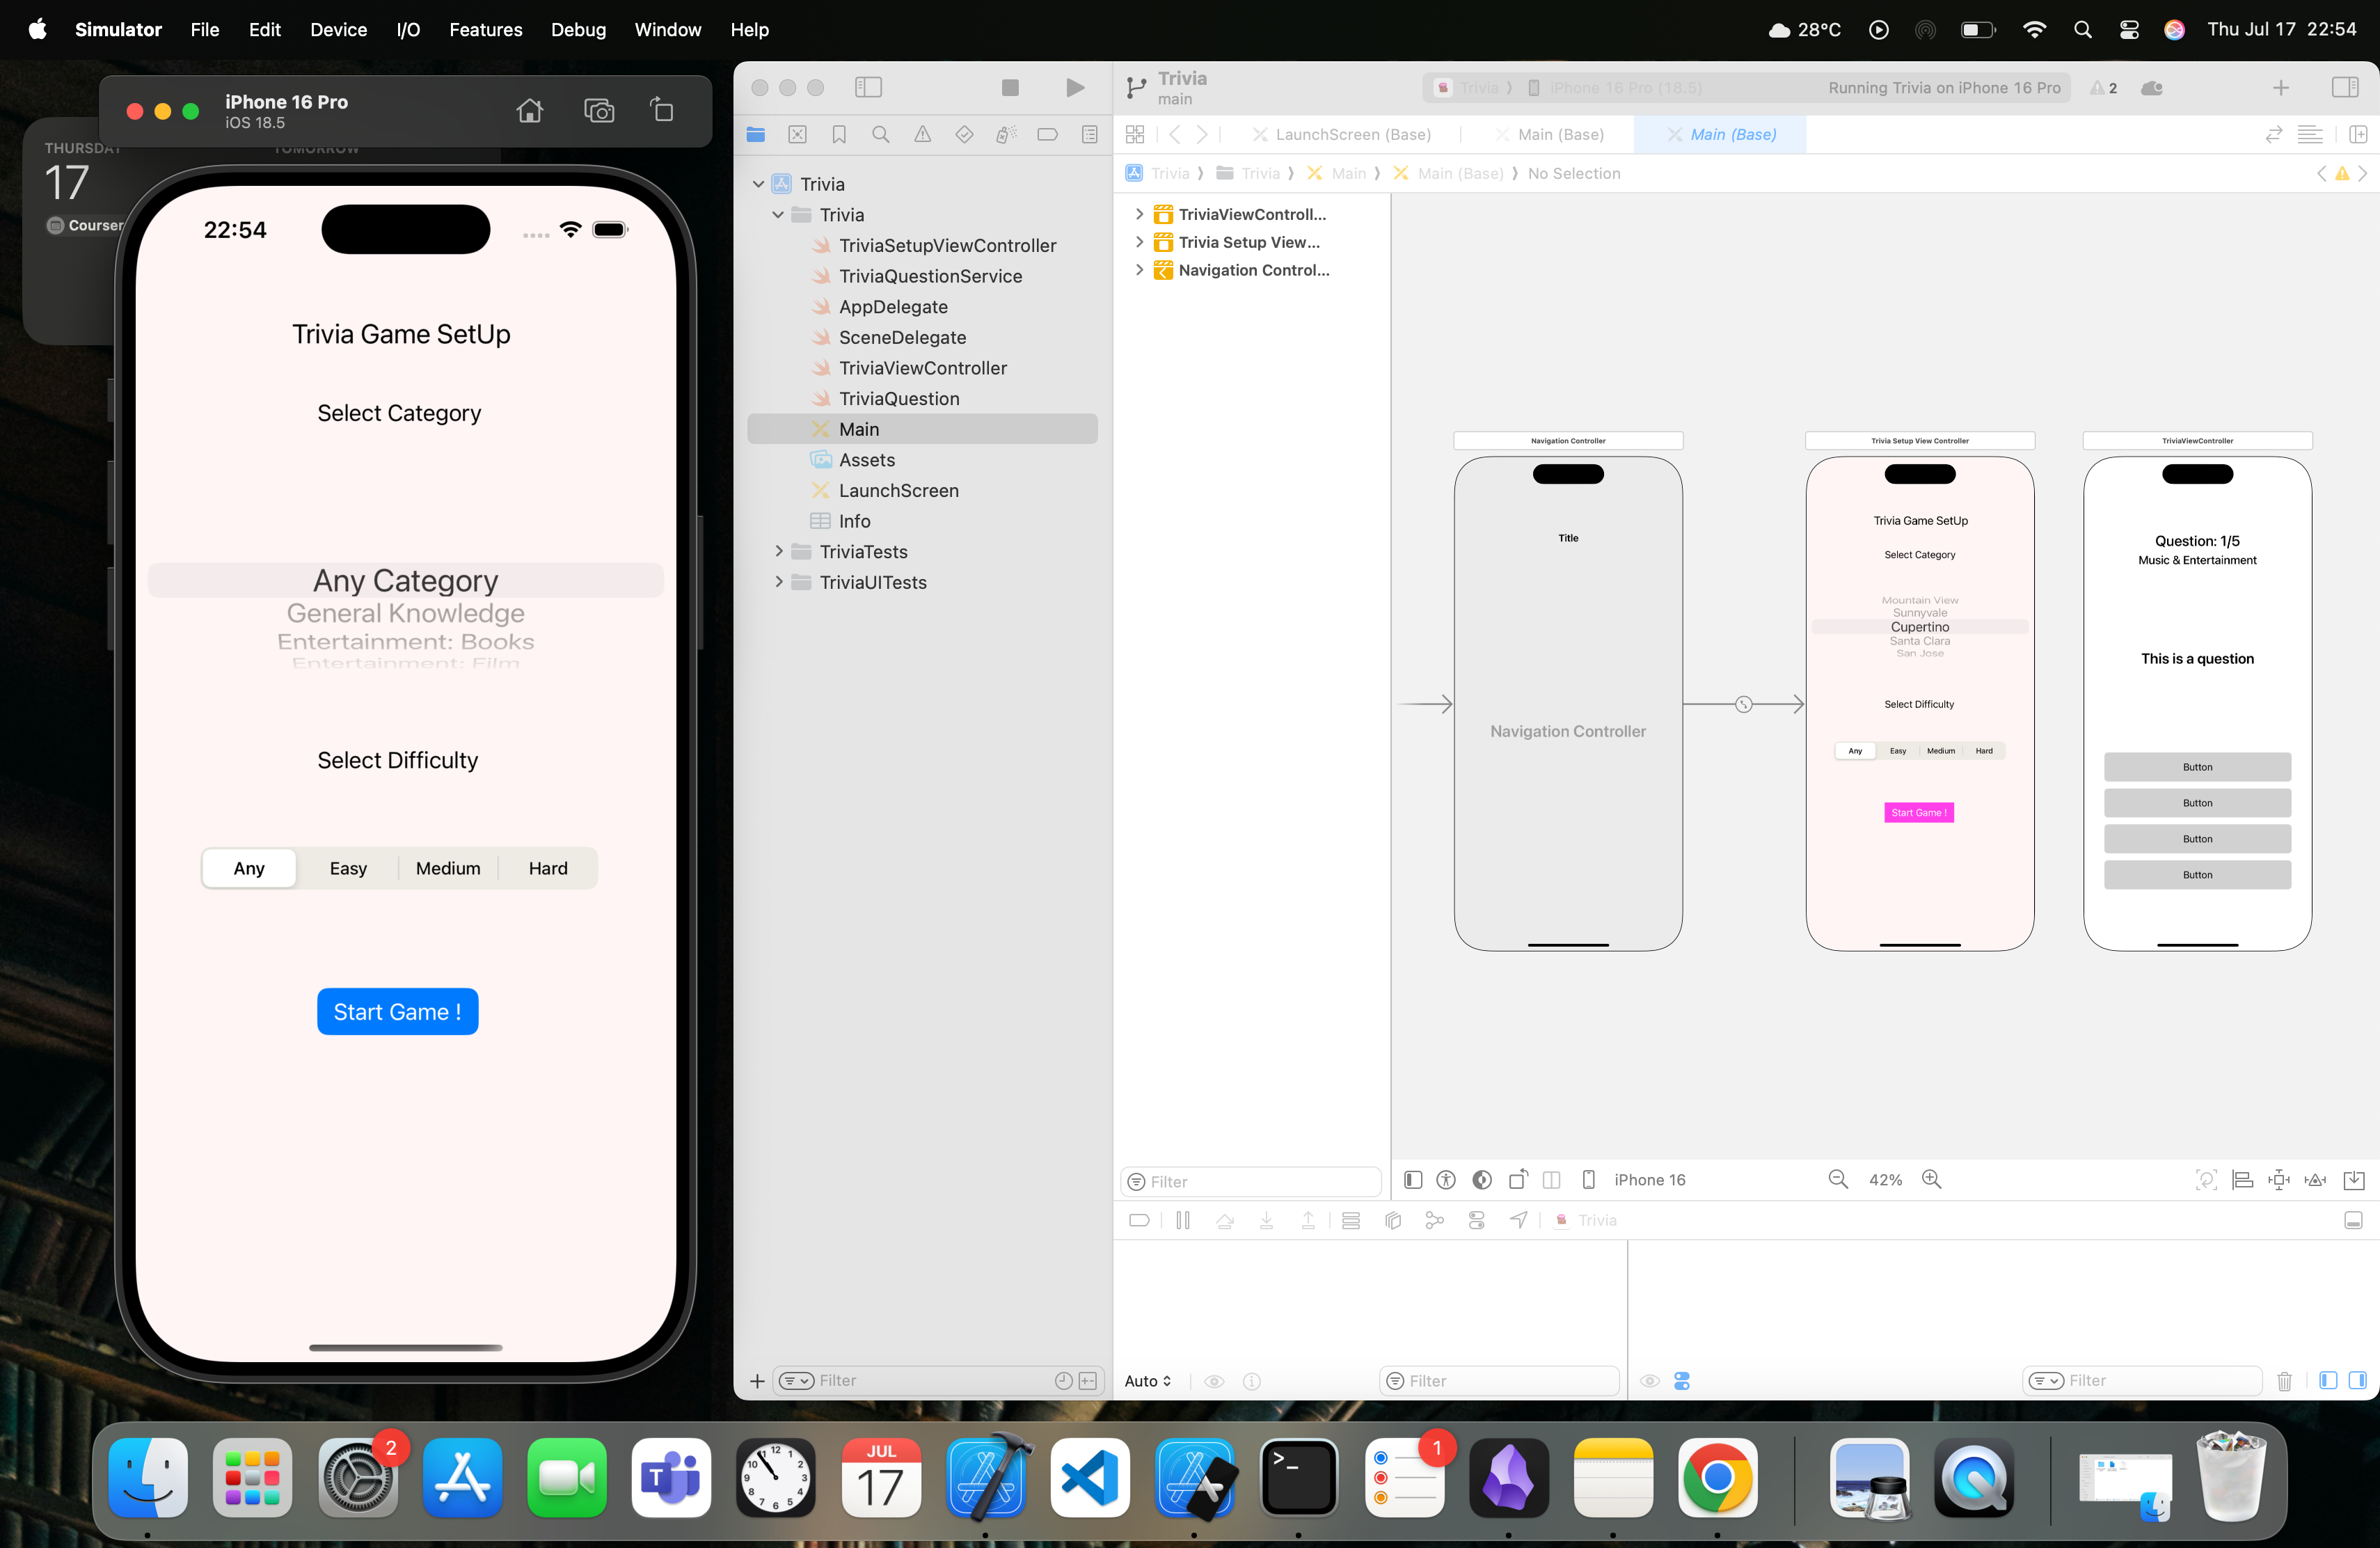 Simulator File Edit Device I/O Features Debug Window Help
28°C Thu Jul 17 22:54
iPhone 16 Pro
iOS 18.5
THURSDAY
TOMORROW
17
Courser
22:54
Trivia Game SetUp
Select Category
Any Category
General Knowledge
Entertainment: Books
Entertainment: Film
Select Difficulty
Any Easy Medium Hard
Start Game !
Trivia
main
Trivia ⟩ iPhone 16 Pro (18.5)
Running Trivia on iPhone 16 Pro
2
LaunchScreen (Base)
Main (Base)
Main (Base)
Trivia ⟩ Trivia ⟩ Main ⟩ Main (Base) ⟩ No Selection
Trivia
Trivia
TriviaSetupViewController
TriviaQuestionService
AppDelegate
SceneDelegate
TriviaViewController
TriviaQuestion
Main
Assets
LaunchScreen
Info
TriviaTests
TriviaUITests
Filter
TriviaViewControll...
Trivia Setup View...
Navigation Control...
Filter
Navigation Controller
Title
Navigation Controller
Trivia Setup View Controller
Trivia Game SetUp
Select Category
Mountain View
Sunnyvale
Cupertino
Santa Clara
San Jose
Select Difficulty
Any Easy Medium Hard
Start Game !
TriviaViewController
Question: 1/5
Music & Entertainment
This is a question
Button
Button
Button
Button
iPhone 16
42%
Trivia
Auto
Filter
Filter
2
JUL
17
1